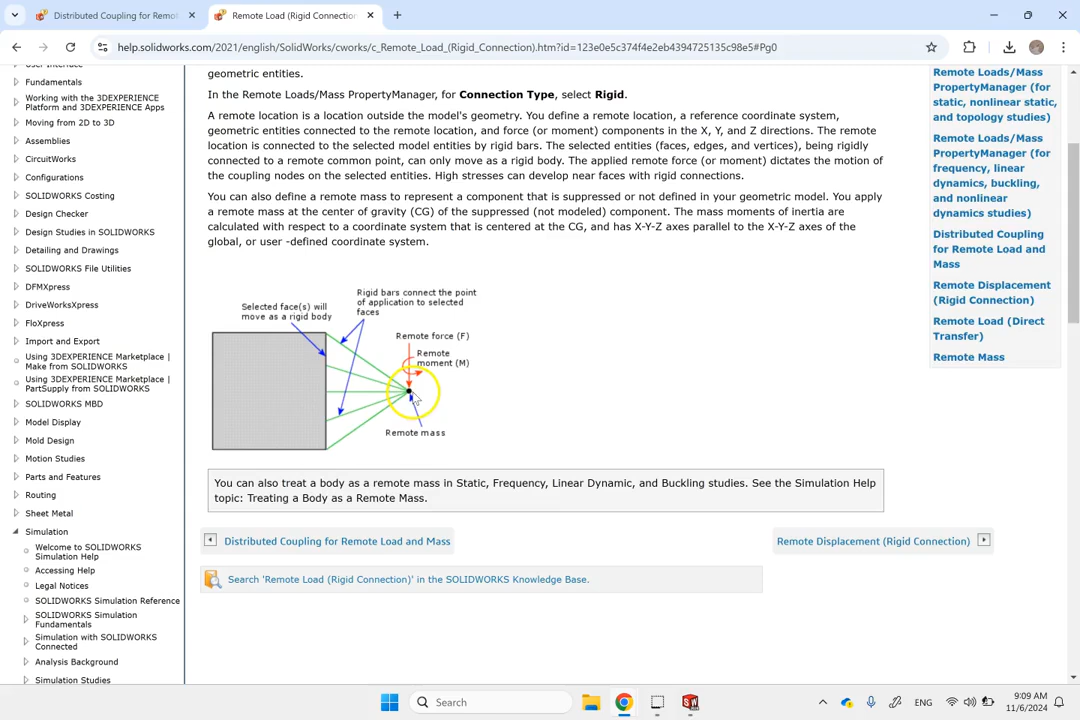 Distributed Coupling for Remot
Remote Load (Rigid Connection
help.solidworks.com/2021/english/SolidWorks/cworks/c_Remote_Load_(Rigid_Connection).htm?id=123e0e5c374f4e2eb4394725135c98e5#Pg0
User Interface
Fundamentals
Working with the 3DEXPERIENCE
Platform and 3DEXPERIENCE Apps
Moving from 2D to 3D
Assemblies
CircuitWorks
Configurations
SOLIDWORKS Costing
Design Checker
Design Studies in SOLIDWORKS
Detailing and Drawings
SOLIDWORKS File Utilities
DFMXpress
DriveWorksXpress
FloXpress
Import and Export
Using 3DEXPERIENCE Marketplace |
Make from SOLIDWORKS
Using 3DEXPERIENCE Marketplace |
PartSupply from SOLIDWORKS
SOLIDWORKS MBD
Model Display
Mold Design
Motion Studies
Parts and Features
Routing
Sheet Metal
Simulation
Welcome to SOLIDWORKS
Simulation Help
Accessing Help
Legal Notices
SOLIDWORKS Simulation Reference
SOLIDWORKS Simulation
Fundamentals
Simulation with SOLIDWORKS
Connected
Analysis Background
Simulation Studies
geometric entities.
In the Remote Loads/Mass PropertyManager, for Connection Type, select Rigid.
A remote location is a location outside the model's geometry. You define a remote location, a reference coordinate system,
geometric entities connected to the remote location, and force (or moment) components in the X, Y, and Z directions. The remote
location is connected to the selected model entities by rigid bars. The selected entities (faces, edges, and vertices), being rigidly
connected to a remote common point, can only move as a rigid body. The applied remote force (or moment) dictates the motion of
the coupling nodes on the selected entities. High stresses can develop near faces with rigid connections.
You can also define a remote mass to represent a component that is suppressed or not defined in your geometric model. You apply
a remote mass at the center of gravity (CG) of the suppressed (not modeled) component. The mass moments of inertia are
calculated with respect to a coordinate system that is centered at the CG, and has X-Y-Z axes parallel to the X-Y-Z axes of the
global, or user -defined coordinate system.
Selected face(s) will
move as a rigid body
Rigid bars connect the point
of application to selected
faces
Remote force (F)
Remote
moment (M)
Remote mass
You can also treat a body as a remote mass in Static, Frequency, Linear Dynamic, and Buckling studies. See the Simulation Help
topic: Treating a Body as a Remote Mass.
Distributed Coupling for Remote Load and Mass
Remote Displacement (Rigid Connection)
Search 'Remote Load (Rigid Connection)' in the SOLIDWORKS Knowledge Base.
Remote Loads/Mass
PropertyManager (for
static, nonlinear static,
and topology studies)
Remote Loads/Mass
PropertyManager (for
frequency, linear
dynamics, buckling,
and nonlinear
dynamics studies)
Distributed Coupling
for Remote Load and
Mass
Remote Displacement
(Rigid Connection)
Remote Load (Direct
Transfer)
Remote Mass
Search
ENG
9:09 AM
11/6/2024